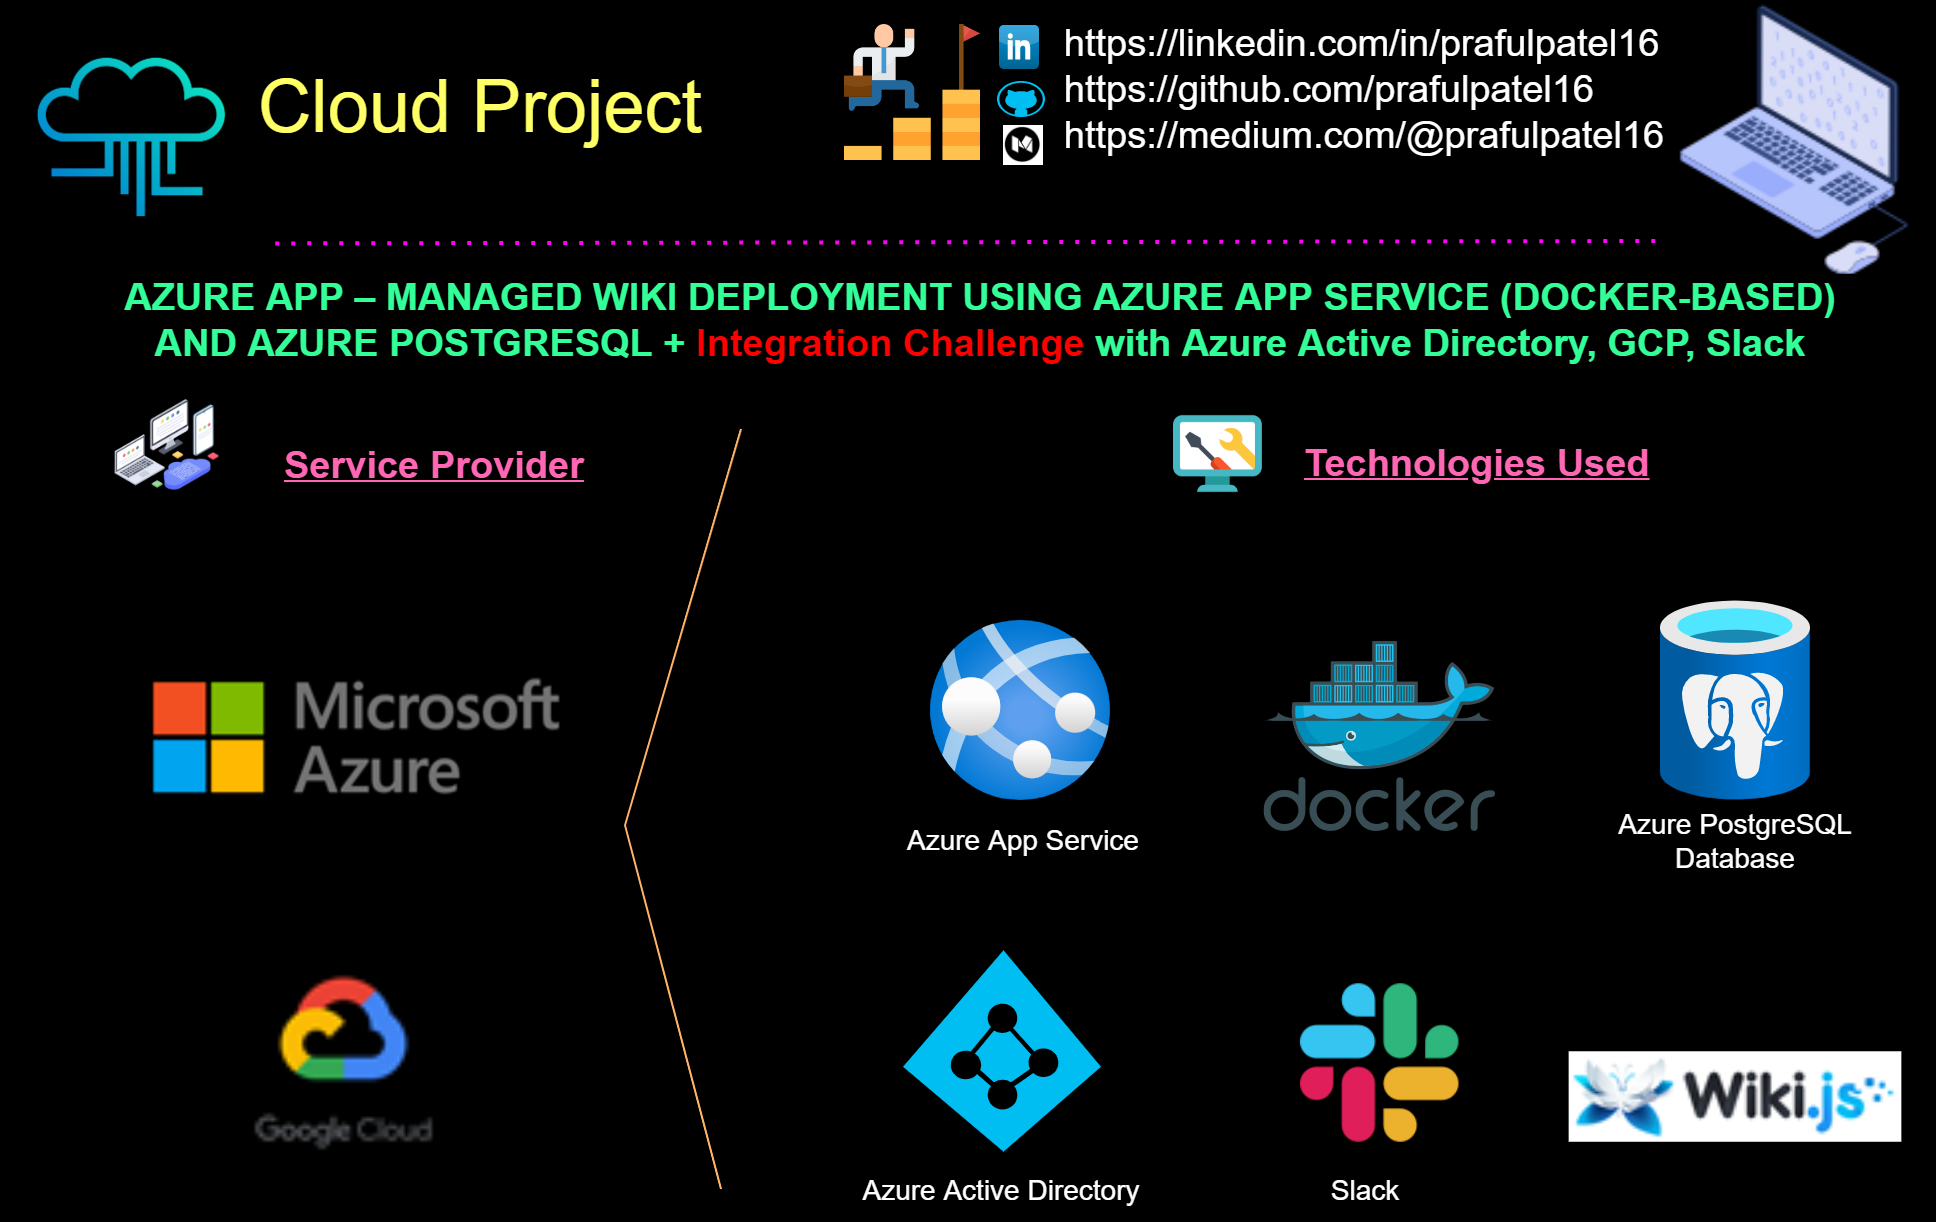 Cloud Project
in
https://linkedin.com/in/prafulpatel16
https://github.com/prafulpatel16
https://medium.com/@prafulpatel16
AZURE APP – MANAGED WIKI DEPLOYMENT USING AZURE APP SERVICE (DOCKER-BASED)
AND AZURE POSTGRESQL + Integration Challenge with Azure Active Directory, GCP, Slack
Service Provider
Technologies Used
Microsoft
Azure
docker
Azure App Service
Azure PostgreSQL
Database
Google Cloud
Wiki.js
Azure Active Directory
Slack